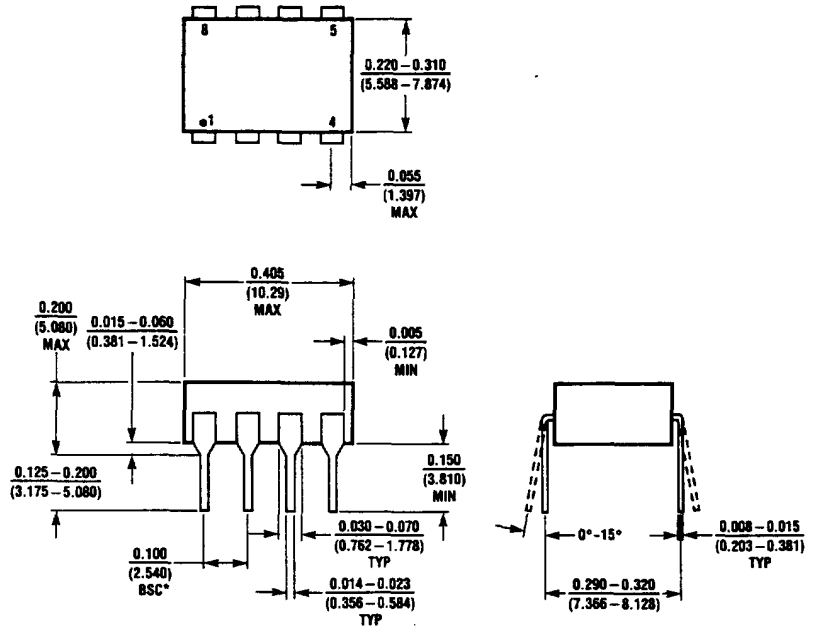 8
5
0.220 – 0.310
(5.588 – 7.874)
●1
4
0.055
(1.397)
MAX
0.405
(10.29)
MAX
0.200
(5.080)
MAX
0.015 – 0.060
(0.381 – 1.524)
0.005
(0.127)
MIN
0.125 – 0.200
(3.175 – 5.080)
0.150
(3.810)
MIN
0.100
(2.540)
BSC*
0.030 – 0.070
(0.762 – 1.778)
TYP
0.014 – 0.023
(0.356 – 0.584)
TYP
0°-15°
0.008 – 0.015
(0.203 – 0.381)
TYP
0.290 – 0.320
(7.366 – 8.128)